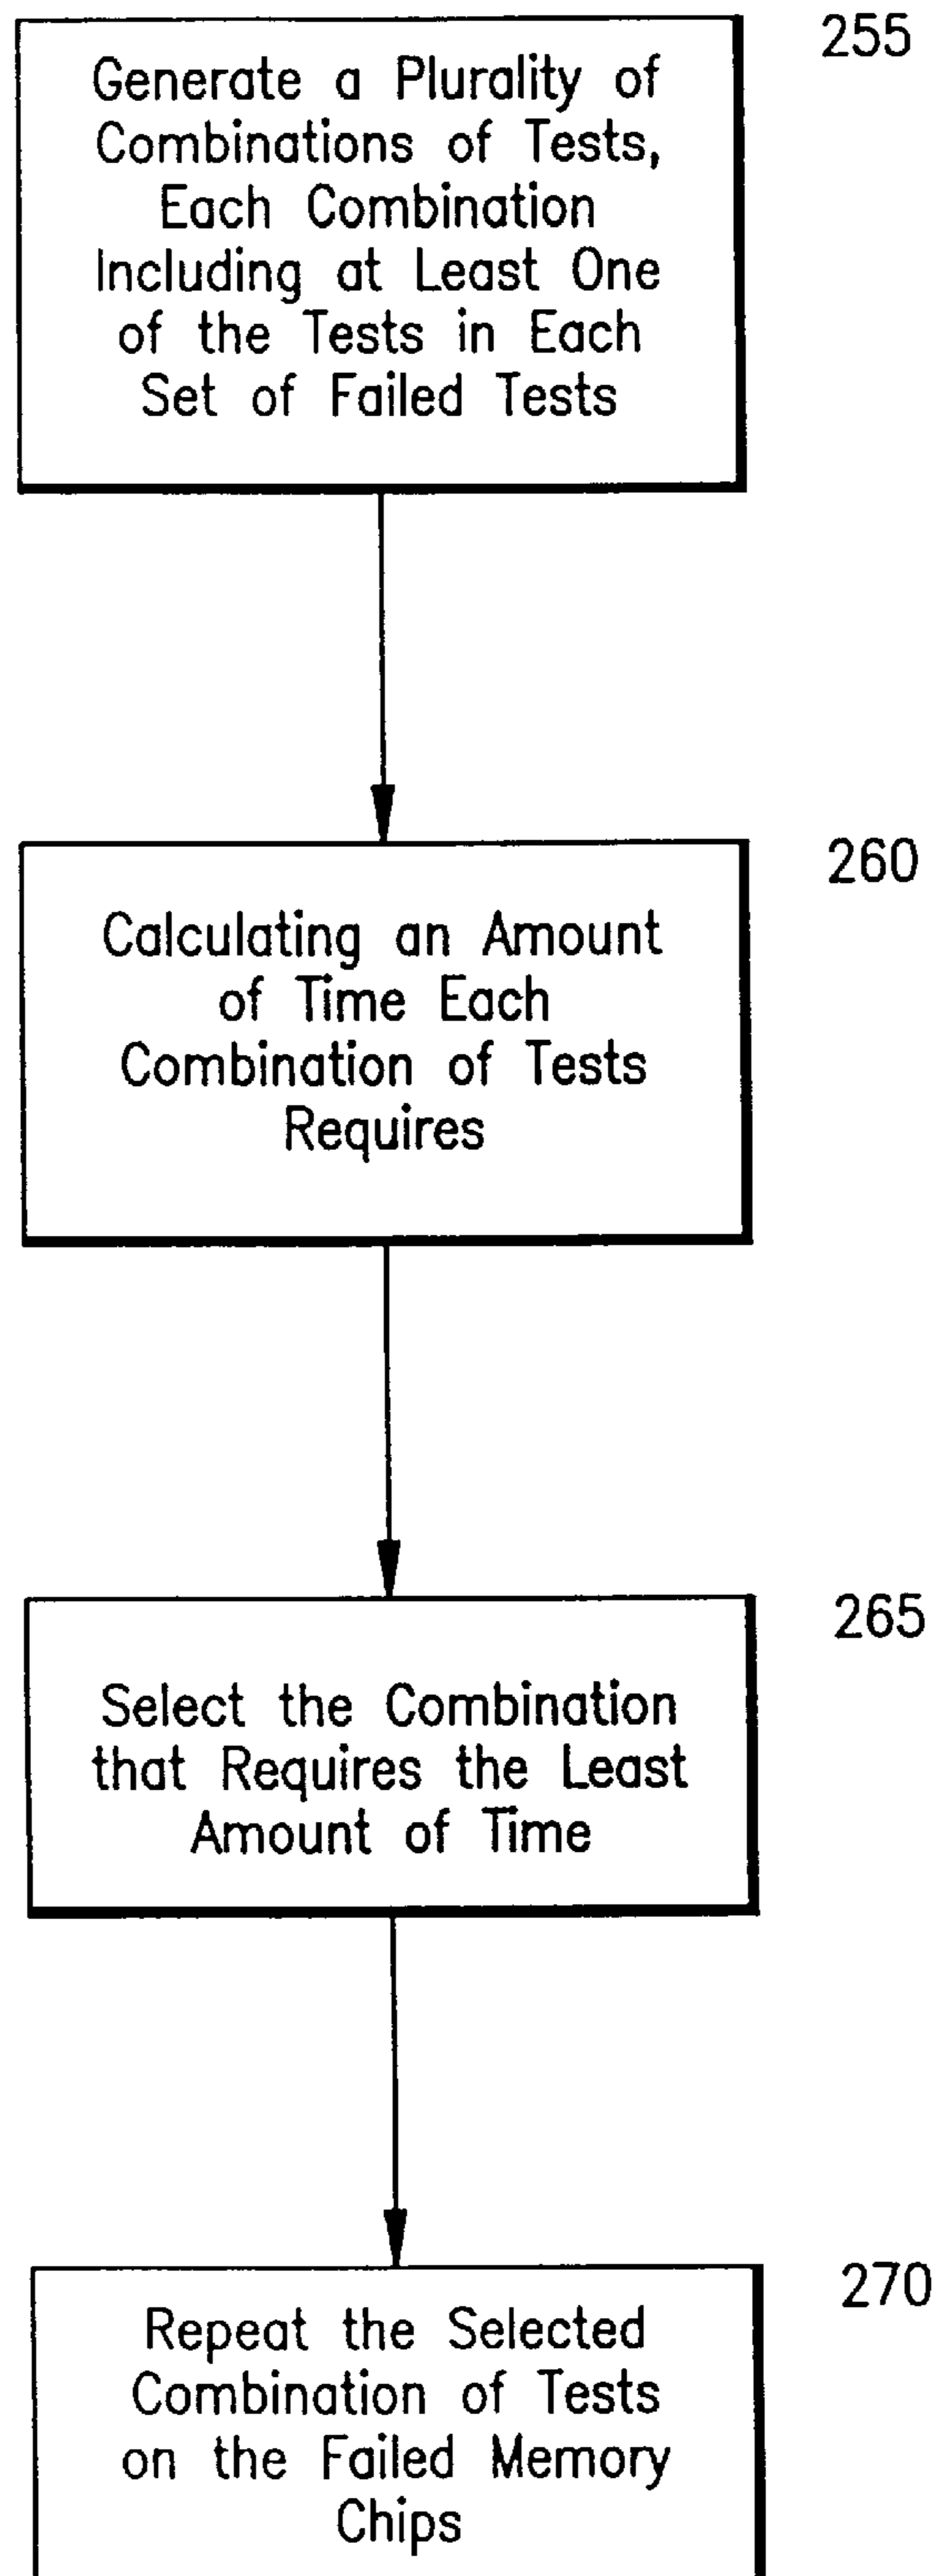 255
Generate a Plurality of
Combinations of Tests,
Each Combination
Including at Least One
of the Tests in Each
Set of Failed Tests
260
Calculating an Amount
of Time Each
Combination of Tests
Requires
265
Select the Combination
that Requires the Least
Amount of Time
270
Repeat the Selected
Combination of Tests
on the Failed Memory
Chips